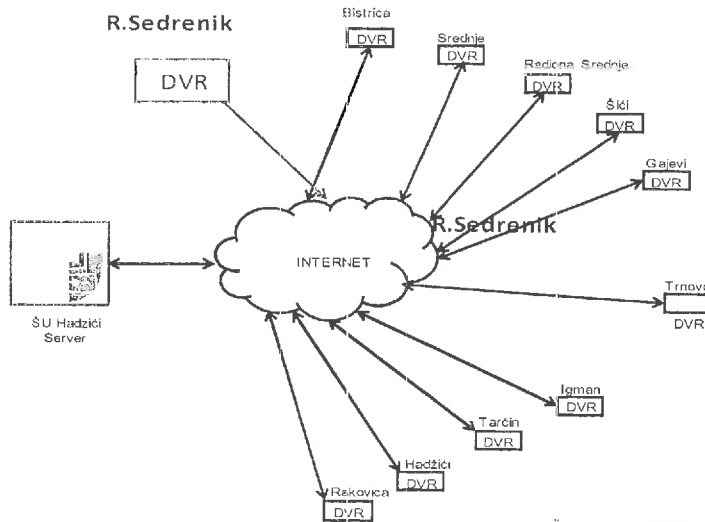 R.Sedrenik
DVR
Bistrica
DVR
Srednje
DVR
Radiona Srednje
DVR
Šići
DVR
Gajevi
DVR
R.Sedrenik
INTERNET
ŠU Hadzići
Server
Trnovo
DVR
Igman
DVR
Tarčin
DVR
Hadžići
DVR
Rakovica
DVR